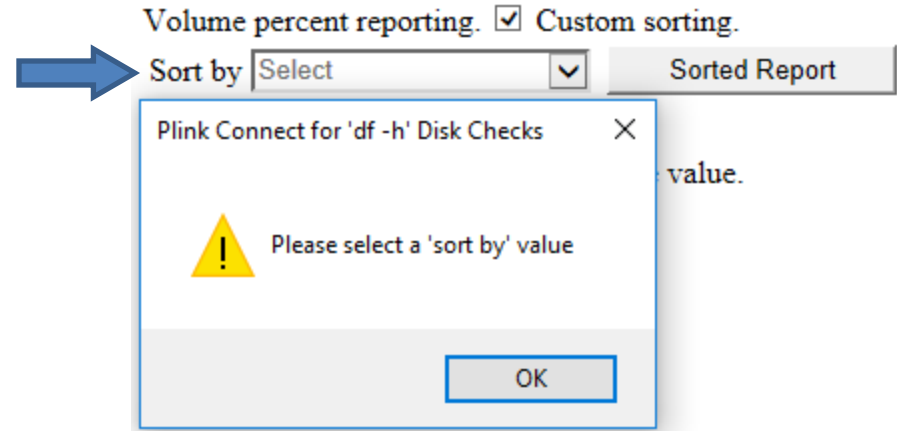 Volume percent reporting. Custom sorting.
Sort by Select Sorted Report
Plink Connect for 'df -h' Disk Checks
value.
Please select a 'sort by' value
OK